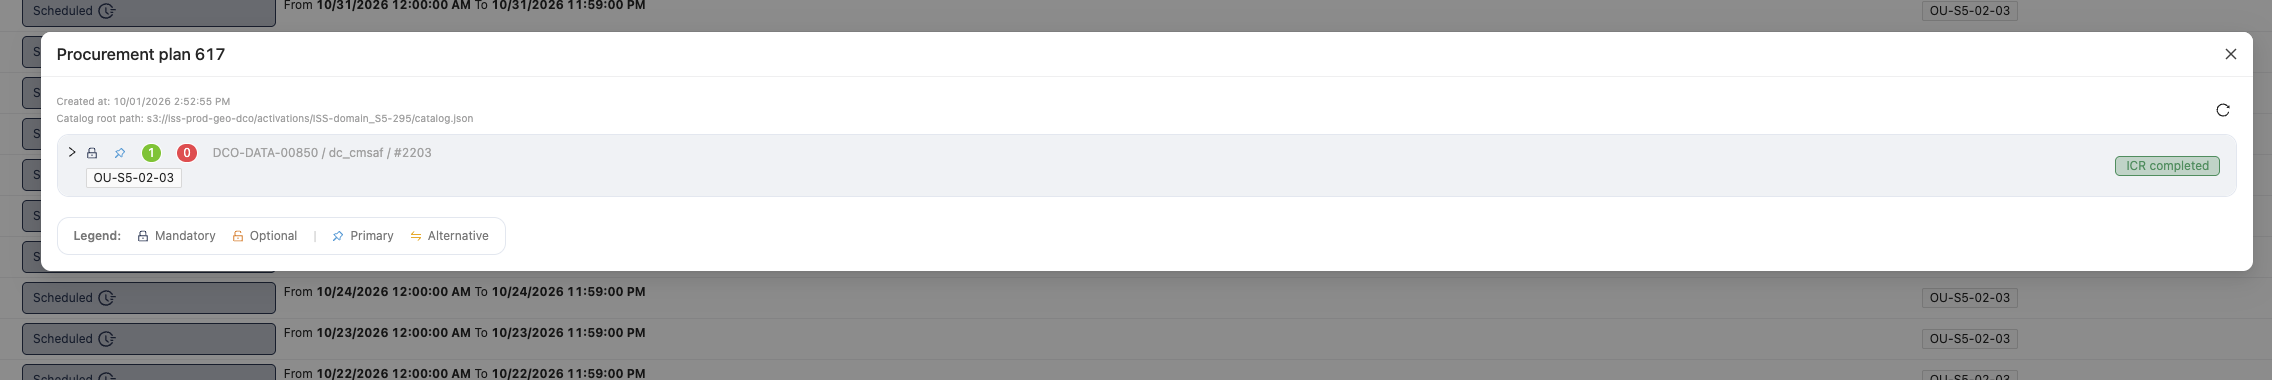 Scheduled From 10/31/2026 12:00:00 AM To 10/31/2026 11:59:00 PM OU-S5-02-03
Procurement plan 617
Created at: 10/01/2026 2:52:55 PM
Catalog root path: s3://iss-prod-geo-dco/activations/ISS-domain_S5-295/catalog.json
1 0 DCO-DATA-00850 / dc_cmsaf / #2203
OU-S5-02-03
ICR completed
Legend: Mandatory Optional | Primary Alternative
Scheduled From 10/24/2026 12:00:00 AM To 10/24/2026 11:59:00 PM OU-S5-02-03
Scheduled From 10/23/2026 12:00:00 AM To 10/23/2026 11:59:00 PM OU-S5-02-03
Scheduled From 10/22/2026 12:00:00 AM To 10/22/2026 11:59:00 PM OU-S5-02-03